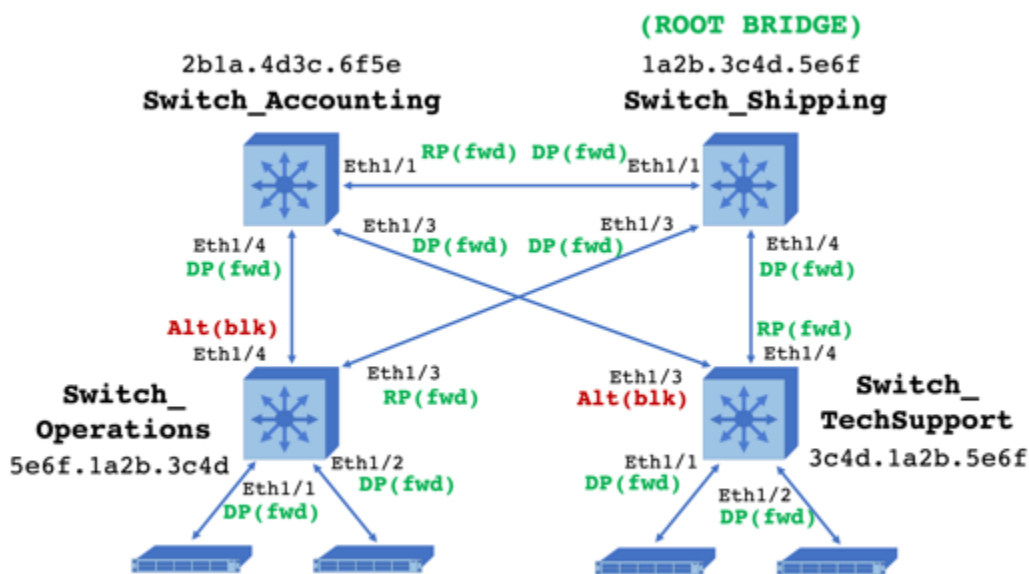 (ROOT BRIDGE)
2b1a.4d3c.6f5e
1a2b.3c4d.5e6f
Switch_Accounting
Switch_Shipping
Eth1/1
RP(fwd)
DP(fwd)
Eth1/1
Eth1/3
DP(fwd)
DP(fwd)
Eth1/3
Eth1/4
DP(fwd)
Eth1/4
DP(fwd)
Alt(blk)
Eth1/4
RP(fwd)
Eth1/4
Eth1/3
RP(fwd)
Eth1/3
Alt(blk)
Switch_
Operations
5e6f.1a2b.3c4d
Switch_
TechSupport
3c4d.1a2b.5e6f
Eth1/2
DP(fwd)
Eth1/1
DP(fwd)
Eth1/1
DP(fwd)
Eth1/2
DP(fwd)